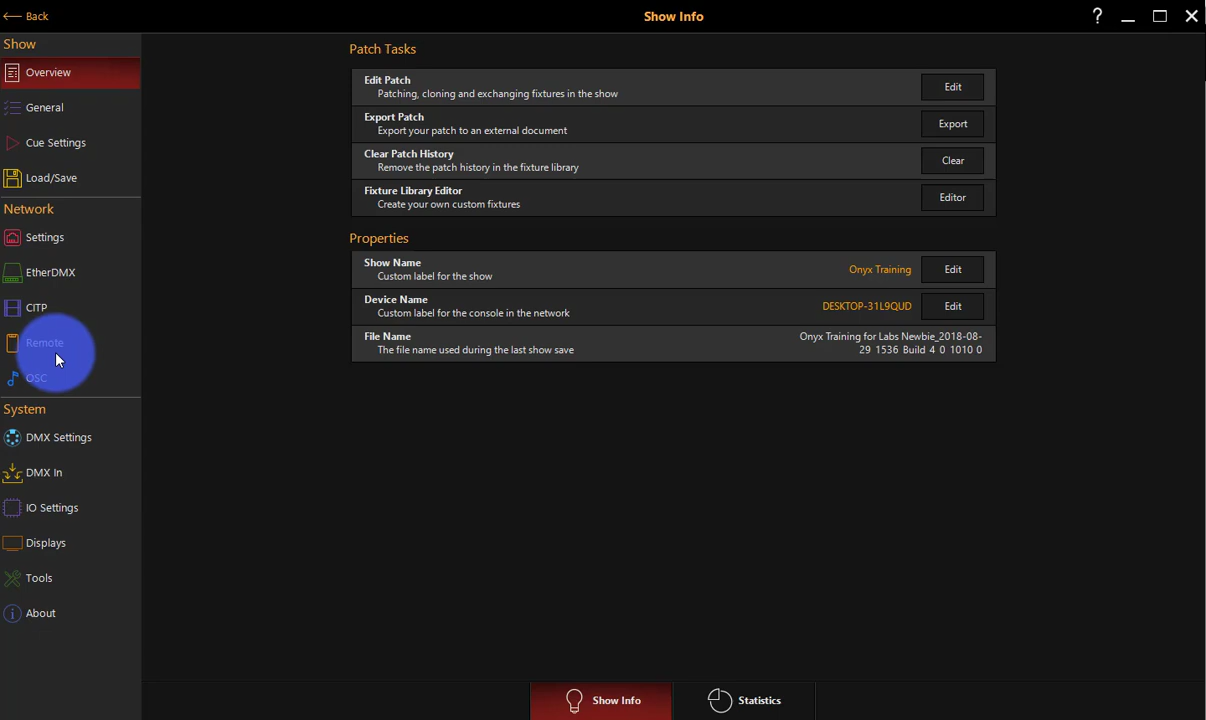 Back
Show Info
?
Show
Overview
General
Cue Settings
Load/Save
Network
Settings
EtherDMX
CITP
Remote
OSC
System
DMX Settings
DMX In
IO Settings
Displays
Tools
About
Patch Tasks
Edit Patch
Patching, cloning and exchanging fixtures in the show
Edit
Export Patch
Export your patch to an external document
Export
Clear Patch History
Remove the patch history in the fixture library
Clear
Fixture Library Editor
Create your own custom fixtures
Editor
Properties
Show Name
Custom label for the show
Onyx Training
Edit
Device Name
Custom label for the console in the network
DESKTOP-31L9QUD
Edit
File Name
The file name used during the last show save
Onyx Training for Labs Newbie_2018-08-
29 1536 Build 4 0 1010 0
Show Info
Statistics